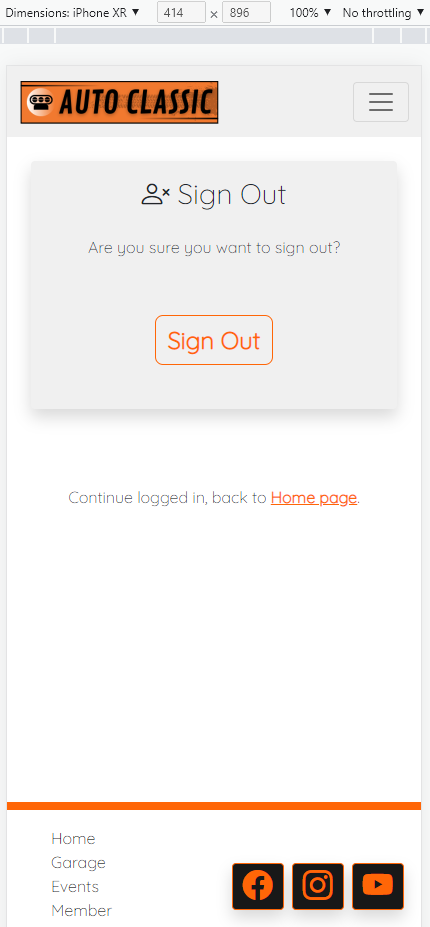 Dimensions: iPhone XR ▼ 414 × 896 100% ▼ No throttling ▼
AUTO CLASSIC
Sign Out
Are you sure you want to sign out?
Sign Out
Continue logged in, back to Home page.
Home
Garage
Events
Member